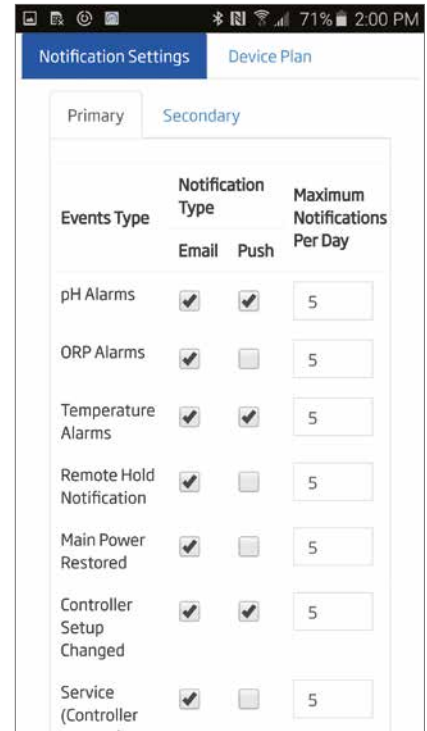 71% 2:00 PM
Notification Settings Device Plan
Primary Secondary
Events Type
Notification
Type
Email Push
Maximum
Notifications
Per Day
pH Alarms 5
ORP Alarms 5
Temperature
Alarms 5
Remote Hold
Notification 5
Main Power
Restored 5
Controller
Setup
Changed 5
Service
(Controller 5